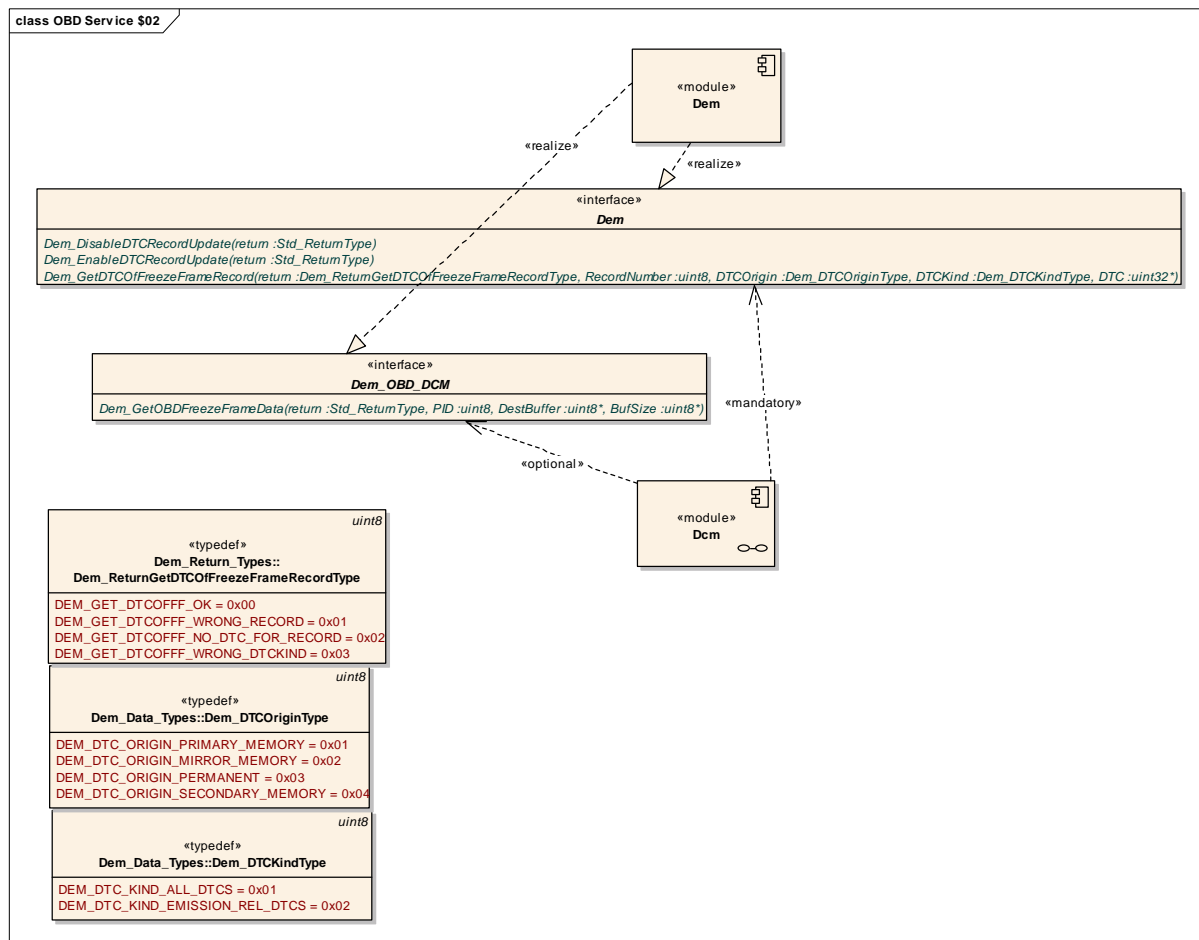 class OBD Service $02
«module»
Dem
«realize»
«realize»
«interface»
Dem
Dem_DisableDTCRecordUpdate(return :Std_ReturnType)
Dem_EnableDTCRecordUpdate(return :Std_ReturnType)
Dem_GetDTCOfFreezeFrameRecord(return :Dem_ReturnGetDTCOfFreezeFrameRecordType, RecordNumber :uint8, DTCOrigin :Dem_DTCOriginType, DTCKind :Dem_DTCKindType, DTC :uint32*)
«interface»
Dem_OBD_DCM
Dem_GetOBDFreezeFrameData(return :Std_ReturnType, PID :uint8, DestBuffer :uint8*, BufSize :uint8*)
«mandatory»
«optional»
«module»
Dcm
uint8
«typedef»
Dem_Return_Types::
Dem_ReturnGetDTCOfFreezeFrameRecordType
DEM_GET_DTCOFFF_OK = 0x00
DEM_GET_DTCOFFF_WRONG_RECORD = 0x01
DEM_GET_DTCOFFF_NO_DTC_FOR_RECORD = 0x02
DEM_GET_DTCOFFF_WRONG_DTCKIND = 0x03
uint8
«typedef»
Dem_Data_Types::Dem_DTCOriginType
DEM_DTC_ORIGIN_PRIMARY_MEMORY = 0x01
DEM_DTC_ORIGIN_MIRROR_MEMORY = 0x02
DEM_DTC_ORIGIN_PERMANENT = 0x03
DEM_DTC_ORIGIN_SECONDARY_MEMORY = 0x04
uint8
«typedef»
Dem_Data_Types::Dem_DTCKindType
DEM_DTC_KIND_ALL_DTCS = 0x01
DEM_DTC_KIND_EMISSION_REL_DTCS = 0x02